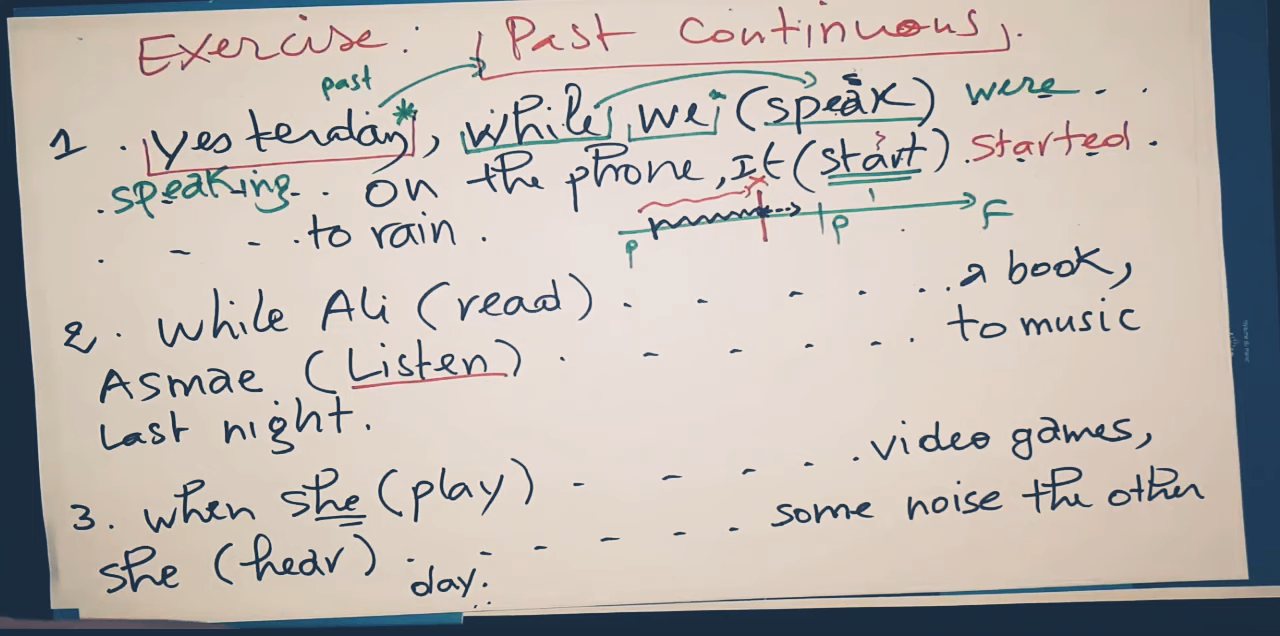 Exercise: Past Continuous.
past
1. yesterday*, while we (speak) were . .
. speaking . . on the phone, It (start) . started .
. - - . to rain .
P P F
2. while Ali (read) . - - . . . a book,
Asmae (Listen) . - - - . . to music
Last night.
3. when she (play) - - - . . video games,
she (hear) . - - - - - some noise the other
day.